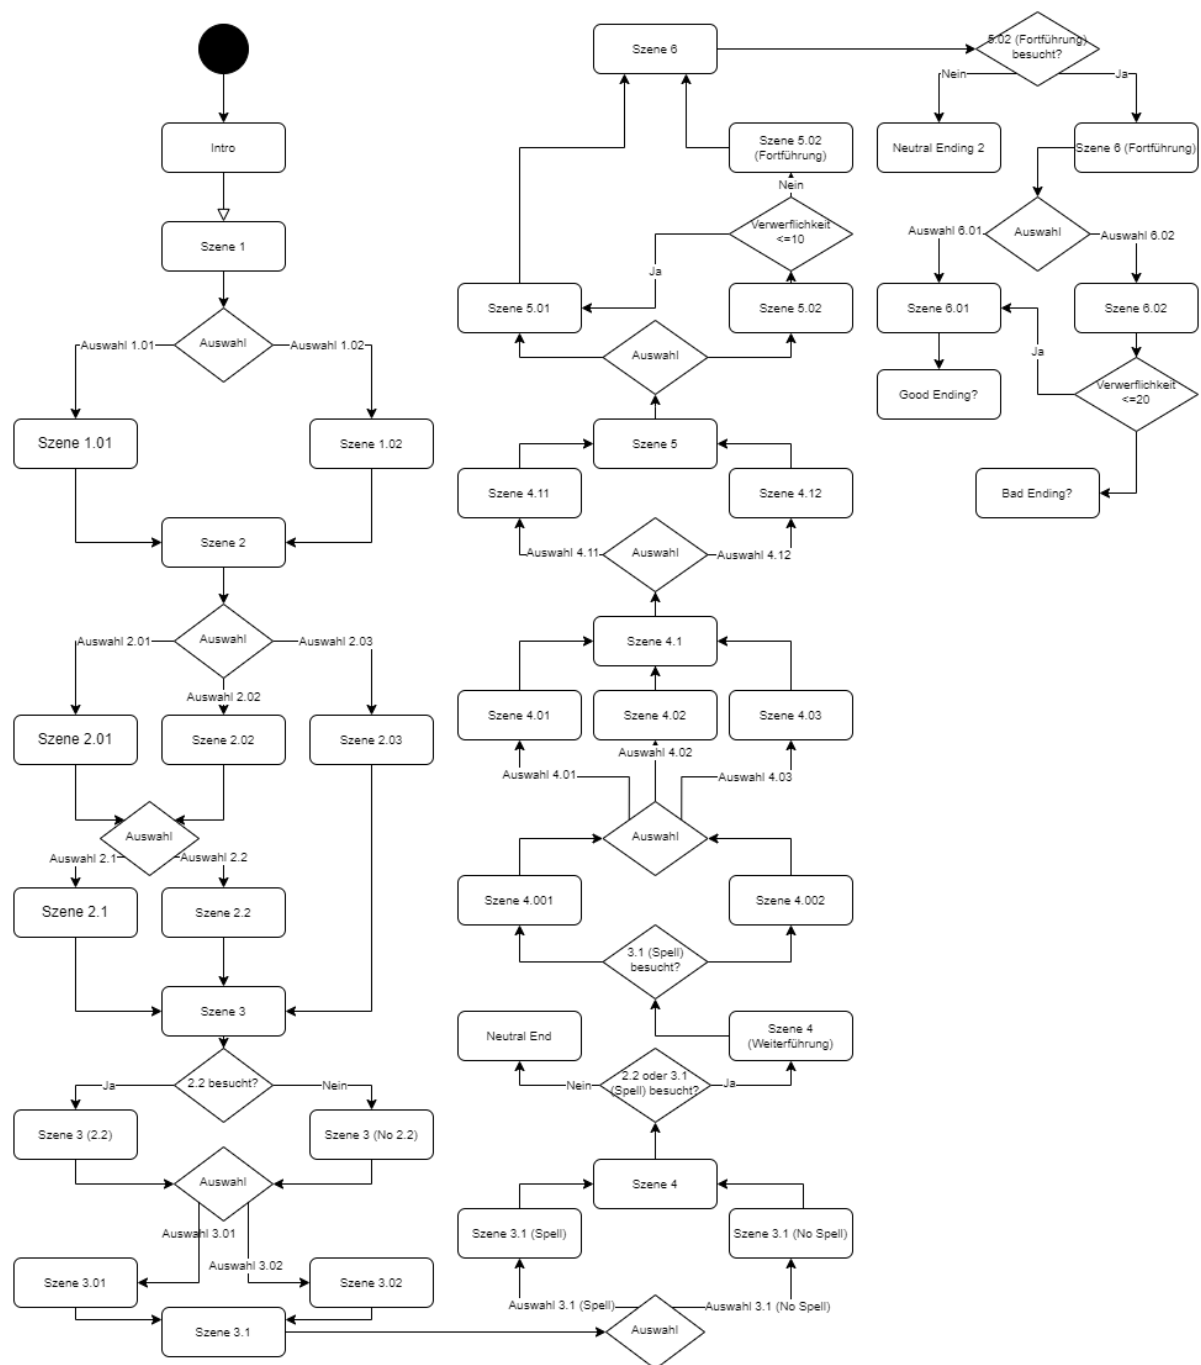 Intro
Szene 1
Auswahl
Auswahl 1.01
Auswahl 1.02
Szene 1.01
Szene 1.02
Szene 2
Auswahl
Auswahl 2.01
Auswahl 2.03
Auswahl 2.02
Szene 2.01
Szene 2.02
Szene 2.03
Auswahl
Auswahl 2.1
Auswahl 2.2
Szene 2.1
Szene 2.2
Szene 3
2.2 besucht?
Ja
Nein
Szene 3 (2.2)
Szene 3 (No 2.2)
Auswahl
Auswahl 3.01
Auswahl 3.02
Szene 3.01
Szene 3.02
Szene 3.1
Auswahl
Auswahl 3.1 (Spell)
Auswahl 3.1 (No Spell)
Szene 3.1 (Spell)
Szene 3.1 (No Spell)
Szene 4
2.2 oder 3.1
(Spell) besucht?
Nein
Ja
Neutral End
Szene 4
(Weiterführung)
3.1 (Spell)
besucht?
Szene 4.001
Szene 4.002
Auswahl
Auswahl 4.01
Auswahl 4.02
Auswahl 4.03
Szene 4.01
Szene 4.02
Szene 4.03
Szene 4.1
Auswahl
Auswahl 4.11
Auswahl 4.12
Szene 4.11
Szene 4.12
Szene 5
Auswahl
Szene 5.01
Szene 5.02
Verwerflichkeit
<=10
Ja
Nein
Szene 5.02
(Fortführung)
Szene 6
5.02 (Fortführung)
besucht?
Nein
Ja
Neutral Ending 2
Szene 6 (Fortführung)
Auswahl
Auswahl 6.01
Auswahl 6.02
Szene 6.01
Szene 6.02
Ja
Verwerflichkeit
<=20
Good Ending?
Bad Ending?